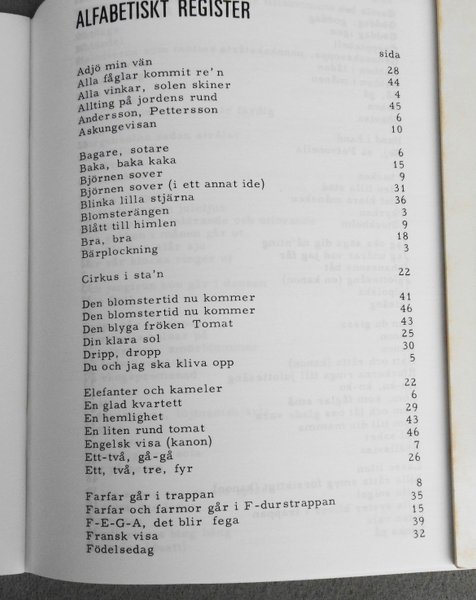 ALFABETISKT REGISTER
sida
Adjö min vän 28
Alla fåglar kommit re'n 44
Alla vinkar, solen skiner 4
Allting på jordens rund 45
Andersson, Pettersson 6
Askungevisan 10
Bagare, sotare 6
Baka, baka kaka 15
Björnen sover 9
Björnen sover (i ett annat ide) 31
Blinka lilla stjärna 36
Blomsterängen 3
Blått till himlen 9
Bra, bra 18
Bärplockning 3
Cirkus i sta'n 22
Den blomstertid nu kommer 41
Den blomstertid nu kommer 46
Den blyga fröken Tomat 43
Din klara sol 25
Dripp, dropp 30
Du och jag ska kliva opp 5
Elefanter och kameler 22
En glad kvartett 6
En hemlighet 29
En liten rund tomat 43
Engelsk visa (kanon) 46
Ett-två, gå-gå 7
Ett, två, tre, fyr 26
Farfar går i trappan 8
Farfar och farmor går i F-durstrappan 35
F-E-G-A, det blir fega 15
Fransk visa 39
Födelsedag 32